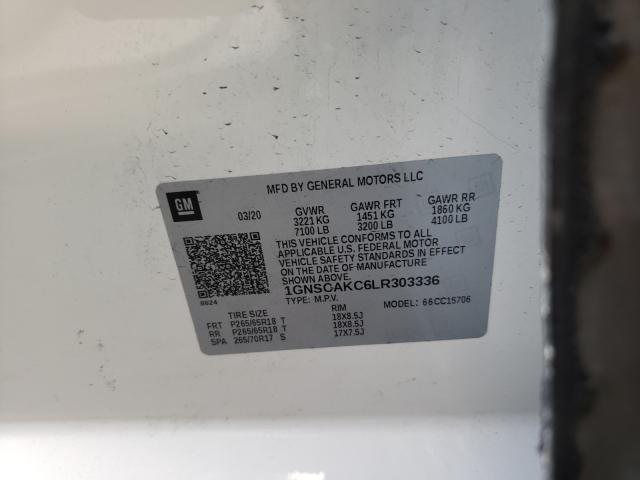 MFD BY GENERAL MOTORS LLC
GM
03/20
GVWR GAWR FRT GAWR RR
3221 KG 1451 KG 1860 KG
7100 LB 3200 LB 4100 LB
THIS VEHICLE CONFORMS TO ALL
APPLICABLE U.S. FEDERAL MOTOR
VEHICLE SAFETY STANDARDS IN EFFECT
ON THE DATE OF MANUFACTURE SHOWN ABOVE.
1GNSCAKC6LR303336
TYPE: M.P.V. MODEL: 66CC15706
8624
TIRE SIZE RIM
FRT P265/65R18 T 18X8.5J
RR P265/65R18 T 18X8.5J
SPA 265/70R17 S 17X7.5J